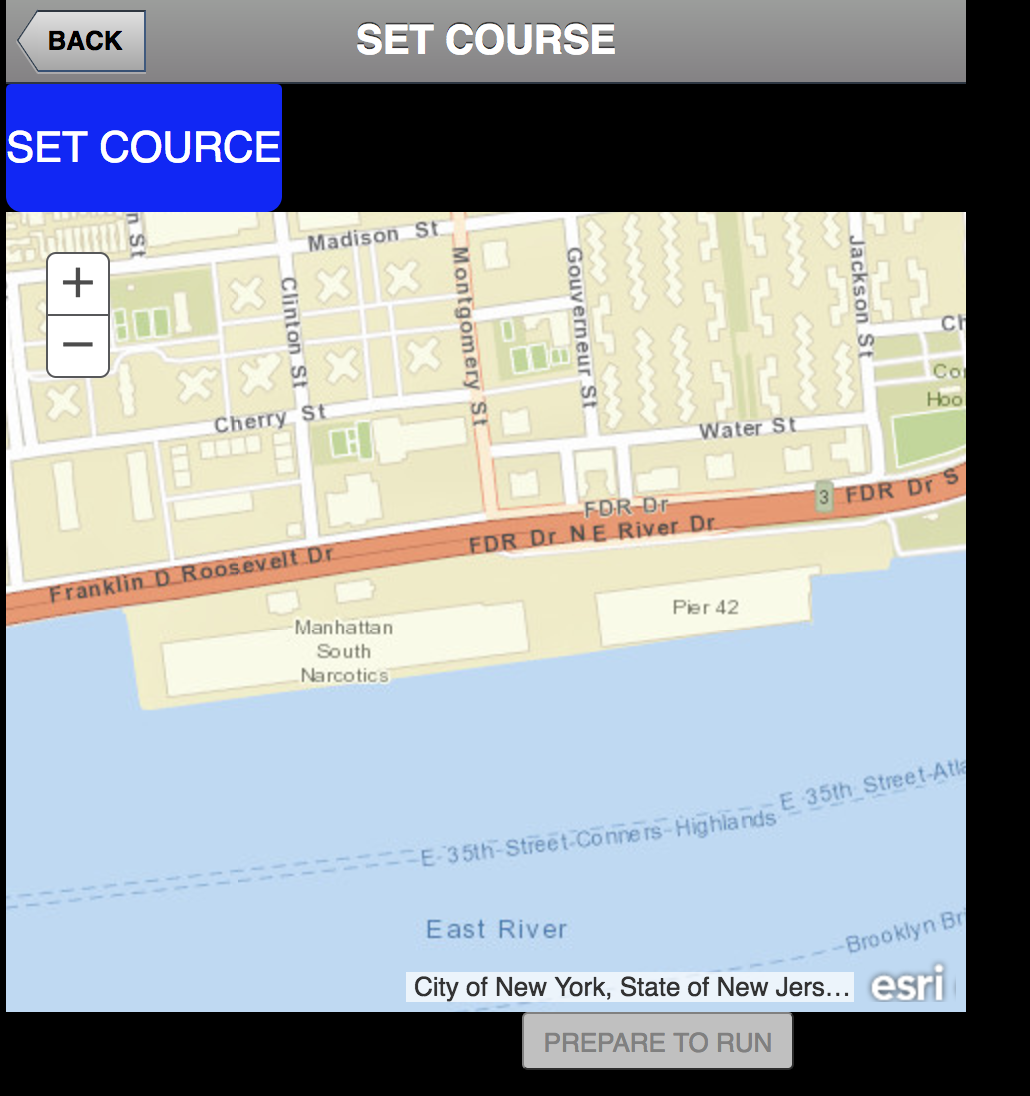 BACK
SET COURSE
SET COURCE
n St
Madison St
+
−
Clinton St
Montgomery St
Gouverneur St
Jackson St
Ch
Co
Hoo
Cherry St
Water St
3
FDR Dr S
FDR Dr
FDR Dr N E River Dr
Franklin D Roosevelt Dr
Manhattan
South
Narcotics
Pier 42
E 35th Street-Atla
E 35th-Street-Conners-Highlands
East River
Brooklyn Bri
City of New York, State of New Jers...
esri
PREPARE TO RUN